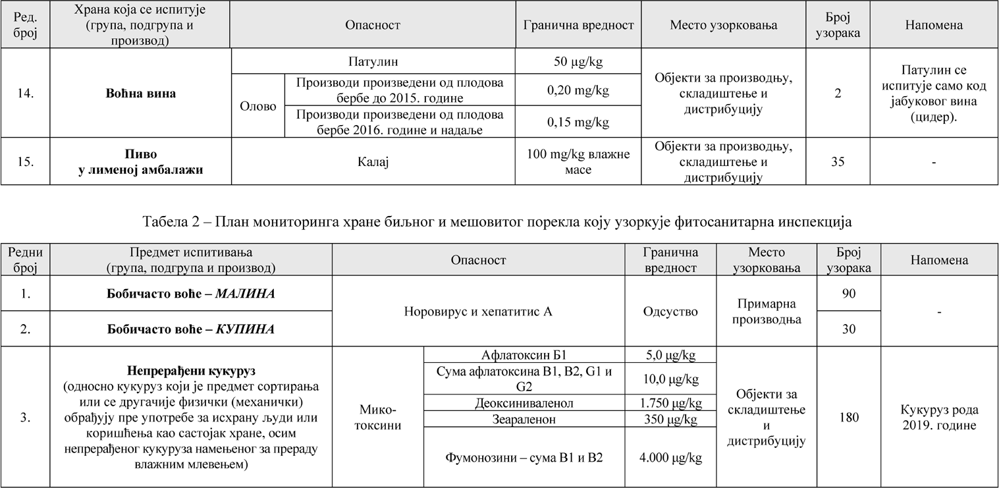 Ред. број
Храна која се испитује (група, подгрупа и производ)
Опасност
Гранична вредност
Место узорковања
Број узорака
Напомена
14.
Воћна вина
Патулин
50 µg/kg
Олово
Производи произведени од плодова бербе до 2015. године
0,20 mg/kg
Производи произведени од плодова бербе 2016. године и надаље
0,15 mg/kg
Објекти за производњу, складиштење и дистрибуцију
2
Патулин се испитује само код јабуковог вина (цидер).
15.
Пиво
у лименој амбалажи
Калај
100 mg/kg влажне масе
Објекти за производњу, складиштење и дистрибуцију
35
-
Табела 2 – План мониторинга хране биљног и мешовитог порекла коју узоркује фитосанитарна инспекција
Редни број
Предмет испитивања
(група, подгрупа и производ)
Опасност
Гранична вредност
Место узорковања
Број узорака
Напомена
1.
Бобичасто воће – МАЛИНА
Норовирус и хепатитис А
Одсуство
Примарна производња
90
-
2.
Бобичасто воће – КУПИНА
30
3.
Непрерађени кукуруз
(односно кукуруз који је предмет сортирања
или се другачије физички (механички)
обрађују пре употребе за исхрану људи или
коришћења као састојак хране, осим
непрерађеног кукуруза намењеног за прераду
влажним млевењем)
Мико-
токсини
Афлатоксин Б1
5,0 µg/kg
Сума афлатоксина B1, B2, G1 и G2
10,0 µg/kg
Деоксиниваленол
1.750 µg/kg
Зеараленон
350 µg/kg
Фумонозини – сума B1 и B2
4.000 µg/kg
Објекти за складиштење и дистрибуцију
180
Кукуруз рода 2019. године